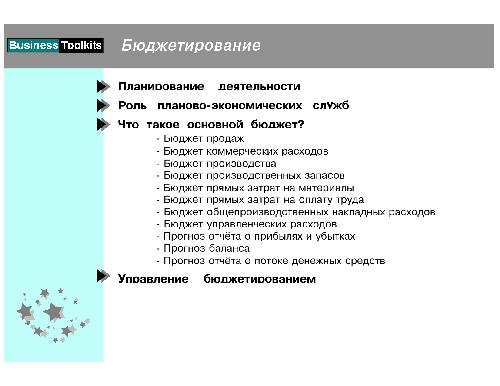 Business Toolkits
Бюджетирование
Планирование деятельности
Роль планово-экономических служб
Что такое основной бюджет?
- Бюджет продаж
- Бюджет коммерческих расходов
- Бюджет производства
- Бюджет производственных запасов
- Бюджет прямых затрат на материалы
- Бюджет прямых затрат на оплату труда
- Бюджет общепроизводственных накладных расходов
- Бюджет управленческих расходов
- Прогноз отчёта о прибылях и убытках
- Прогноз баланса
- Прогноз отчёта о потоке денежных средств
Управление бюджетированием